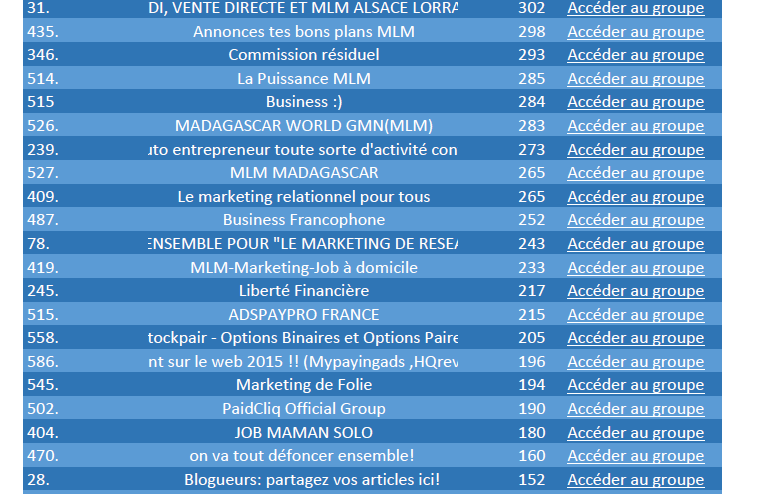 31. DI, VENTE DIRECTE ET MLM ALSACE LORRA 302 Accéder au groupe
435. Annonces tes bons plans MLM 298 Accéder au groupe
346. Commission résiduel 293 Accéder au groupe
514. La Puissance MLM 285 Accéder au groupe
515 Business :) 284 Accéder au groupe
526. MADAGASCAR WORLD GMN(MLM) 283 Accéder au groupe
239. uto entrepreneur toute sorte d'activité con 273 Accéder au groupe
527. MLM MADAGASCAR 265 Accéder au groupe
409. Le marketing relationnel pour tous 265 Accéder au groupe
487. Business Francophone 252 Accéder au groupe
78. ENSEMBLE POUR "LE MARKETING DE RESEA 243 Accéder au groupe
419. MLM-Marketing-Job à domicile 233 Accéder au groupe
245. Liberté Financière 217 Accéder au groupe
515. ADSPAYPRO FRANCE 215 Accéder au groupe
558. tockpair - Options Binaires et Options Paire 205 Accéder au groupe
586. nt sur le web 2015 !! (Mypayingads ,HQrev 196 Accéder au groupe
545. Marketing de Folie 194 Accéder au groupe
502. PaidCliq Official Group 190 Accéder au groupe
404. JOB MAMAN SOLO 180 Accéder au groupe
470. on va tout défoncer ensemble! 160 Accéder au groupe
28. Blogueurs: partagez vos articles ici! 152 Accéder au groupe